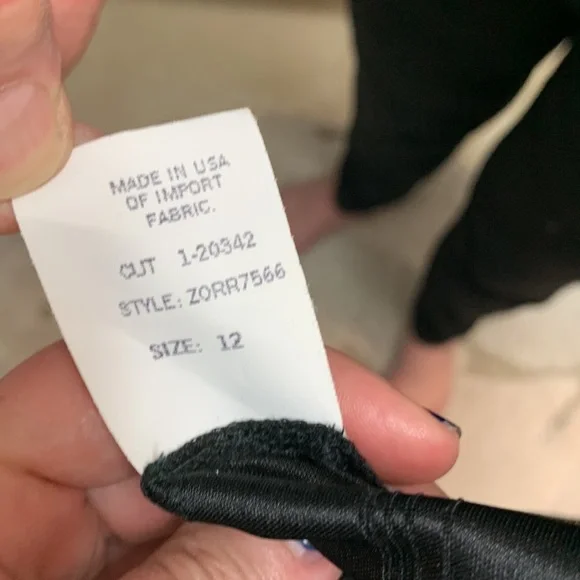 MADE IN USA
OF IMPORT
FABRIC.
CUT 1-20342
STYLE: ZORR7566
SIZE: 12